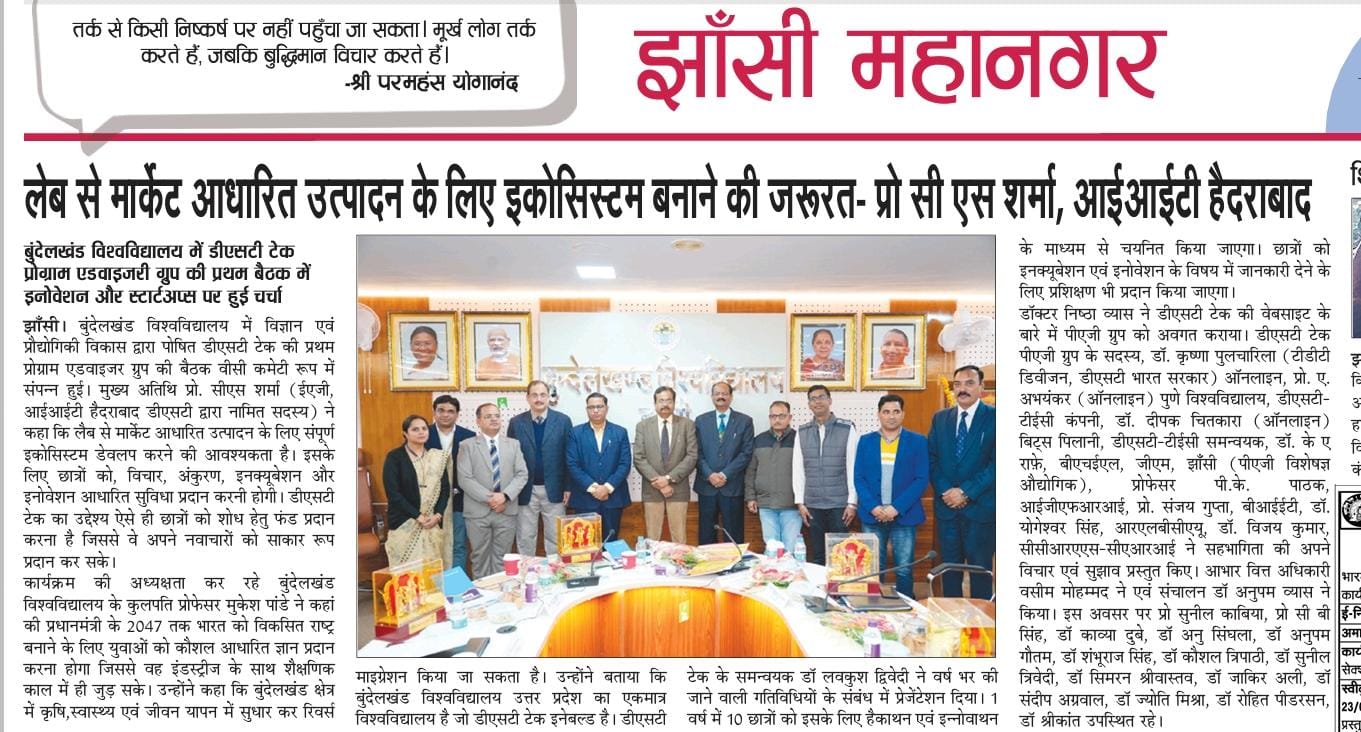 तर्क से किसी निष्कर्ष पर नहीं पहुँचा जा सकता। मूर्ख लोग तर्क
करते हैं, जबकि बुद्धिमान विचार करते हैं।
-श्री परमहंस योगानंद
झाँसी महानगर
लेब से मार्केट आधारित उत्पादन के लिए इकोसिस्टम बनाने की जरूरत- प्रो सी एस शर्मा, आईआईटी हैदराबाद
बुंदेलखंड विश्वविद्यालय में डीएसटी टेक
प्रोग्राम एडवाइजरी ग्रुप की प्रथम बैठक में
इनोवेशन और स्टार्टअप्स पर हुई चर्चा
झाँसी। बुंदेलखंड विश्वविद्यालय में विज्ञान एवं
प्रौद्योगिकी विकास द्वारा पोषित डीएसटी टेक की प्रथम
प्रोग्राम एडवाइजर ग्रुप की बैठक वीसी कमेटी रूप में
संपन्न हुई। मुख्य अतिथि प्रो. सीएस शर्मा (ईएजी,
आईआईटी हैदराबाद डीएसटी द्वारा नामित सदस्य) ने
कहा कि लैब से मार्केट आधारित उत्पादन के लिए संपूर्ण
इकोसिस्टम डेवलप करने की आवश्यकता है। इसके
लिए छात्रों को, विचार, अंकुरण, इनक्यूबेशन और
इनोवेशन आधारित सुविधा प्रदान करनी होगी। डीएसटी
टेक का उद्देश्य ऐसे ही छात्रों को शोध हेतु फंड प्रदान
करना है जिससे वे अपने नवाचारों को साकार रूप
प्रदान कर सके।
कार्यक्रम की अध्यक्षता कर रहे बुंदेलखंड
विश्वविद्यालय के कुलपति प्रोफेसर मुकेश पांडे ने कहां
की प्रधानमंत्री के 2047 तक भारत को विकसित राष्ट्र
बनाने के लिए युवाओं को कौशल आधारित ज्ञान प्रदान
करना होगा जिससे वह इंडस्ट्रीज के साथ शैक्षणिक
काल में ही जुड़ सके। उन्होंने कहा कि बुंदेलखंड क्षेत्र
में कृषि,स्वास्थ्य एवं जीवन यापन में सुधार कर रिवर्स
बुन्देलखण्ड विश्वविद्यालय
माइग्रेशन किया जा सकता है। उन्होंने बताया कि
बुंदेलखंड विश्वविद्यालय उत्तर प्रदेश का एकमात्र
विश्वविद्यालय है जो डीएसटी टेक इनेबल्ड है। डीएसटी
टेक के समन्वयक डॉ लवकुश द्विवेदी ने वर्ष भर की
जाने वाली गतिविधियों के संबंध में प्रेजेंटेशन दिया। 1
वर्ष में 10 छात्रों को इसके लिए हैकाथन एवं इन्नोवाथन
के माध्यम से चयनित किया जाएगा। छात्रों को
इनक्यूबेशन एवं इनोवेशन के विषय में जानकारी देने के
लिए प्रशिक्षण भी प्रदान किया जाएगा।
डॉक्टर निष्ठा व्यास ने डीएसटी टेक की वेबसाइट के
बारे में पीएजी ग्रुप को अवगत कराया। डीएसटी टेक
पीएजी ग्रुप के सदस्य, डॉ. कृष्णा पुलचारिला (टीडीटी
डिवीजन, डीएसटी भारत सरकार) ऑनलाइन, प्रो. ए.
अभयंकर (ऑनलाइन) पुणे विश्वविद्यालय, डीएसटी-
टीईसी कंपनी, डॉ. दीपक चितकारा (ऑनलाइन)
बिट्स पिलानी, डीएसटी-टीईसी समन्वयक, डॉ. के ए
राफ़े, बीएचईएल, जीएम, झाँसी (पीएजी विशेषज्ञ
औद्योगिक), प्रोफेसर पी.के. पाठक,
आईजीएफआरआई, प्रो. संजय गुप्ता, बीआईईटी, डॉ.
योगेश्वर सिंह, आरएलबीसीएयू, डॉ. विजय कुमार,
सीसीआरएएस-सीएआरआई ने सहभागिता की अपने
विचार एवं सुझाव प्रस्तुत किए। आभार वित्त अधिकारी
वसीम मोहम्मद ने एवं संचालन डॉ अनुपम व्यास ने
किया। इस अवसर पर प्रो सुनील काबिया, प्रो सी बी
सिंह, डॉ काव्या दुबे, डॉ अनु सिंघला, डॉ अनुपम
गौतम, डॉ शंभूराज सिंह, डॉ कौशल त्रिपाठी, डॉ सुनील
त्रिवेदी, डॉ सिमरन श्रीवास्तव, डॉ जाकिर अली, डॉ
संदीप अग्रवाल, डॉ ज्योति मिश्रा, डॉ रोहित पीडरसन,
डॉ श्रीकांत उपस्थित रहे।